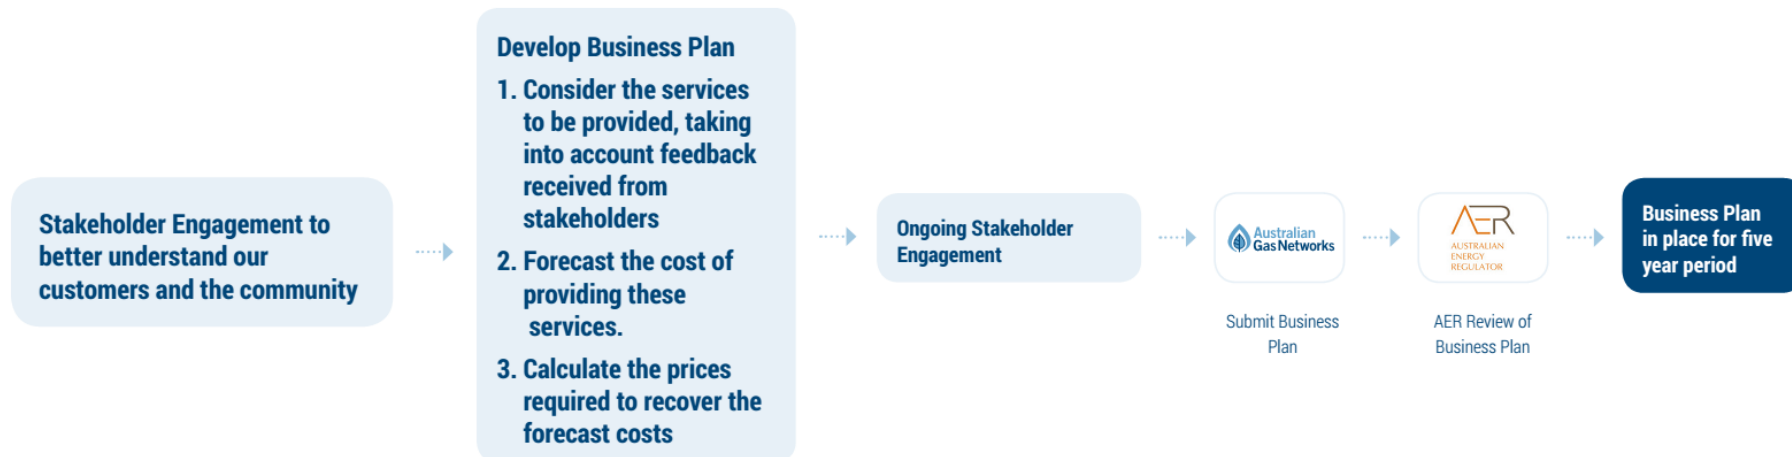 Stakeholder Engagement to
better understand our
customers and the community
Develop Business Plan
1. Consider the services
to be provided, taking
into account feedback
received from
stakeholders
2. Forecast the cost of
providing these
services.
3. Calculate the prices
required to recover the
forecast costs
Ongoing Stakeholder
Engagement
Australian
Gas Networks
Submit Business
Plan
AER
AUSTRALIAN
ENERGY
REGULATOR
AER Review of
Business Plan
Business Plan
in place for five
year period